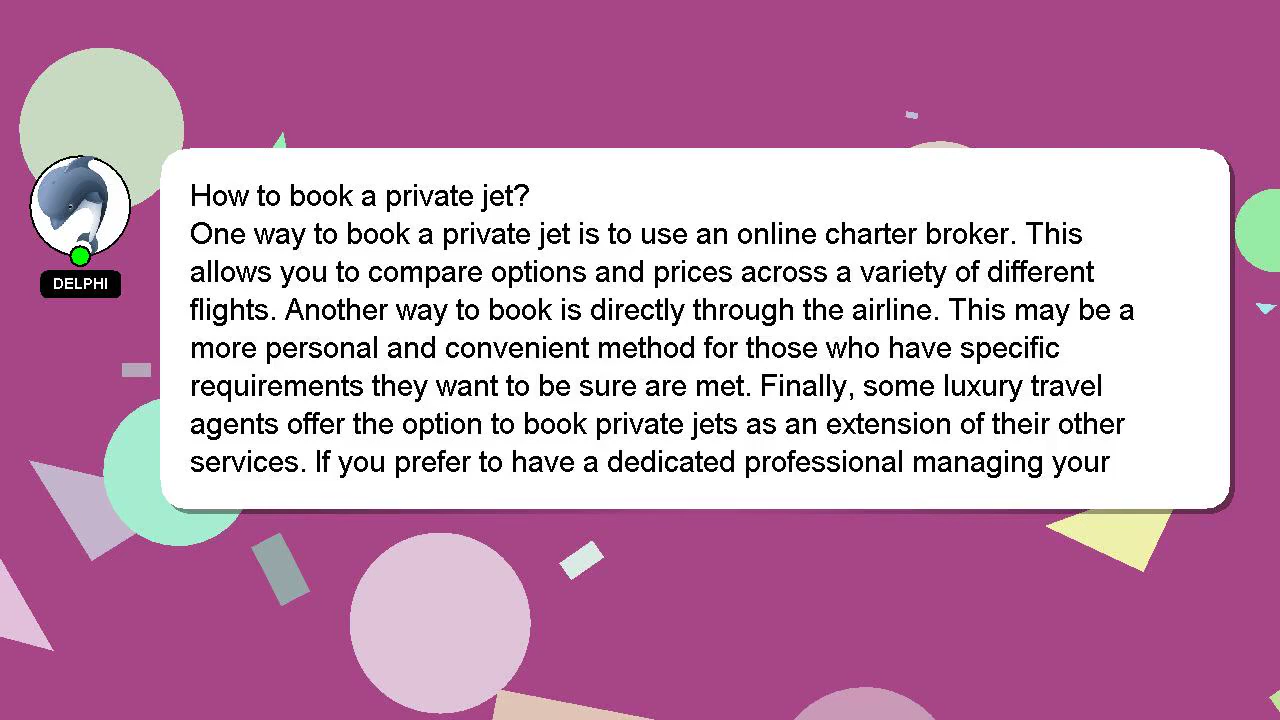 DELPHI
How to book a private jet?
One way to book a private jet is to use an online charter broker. This
allows you to compare options and prices across a variety of different
flights. Another way to book is directly through the airline. This may be a
more personal and convenient method for those who have specific
requirements they want to be sure are met. Finally, some luxury travel
agents offer the option to book private jets as an extension of their other
services. If you prefer to have a dedicated professional managing your